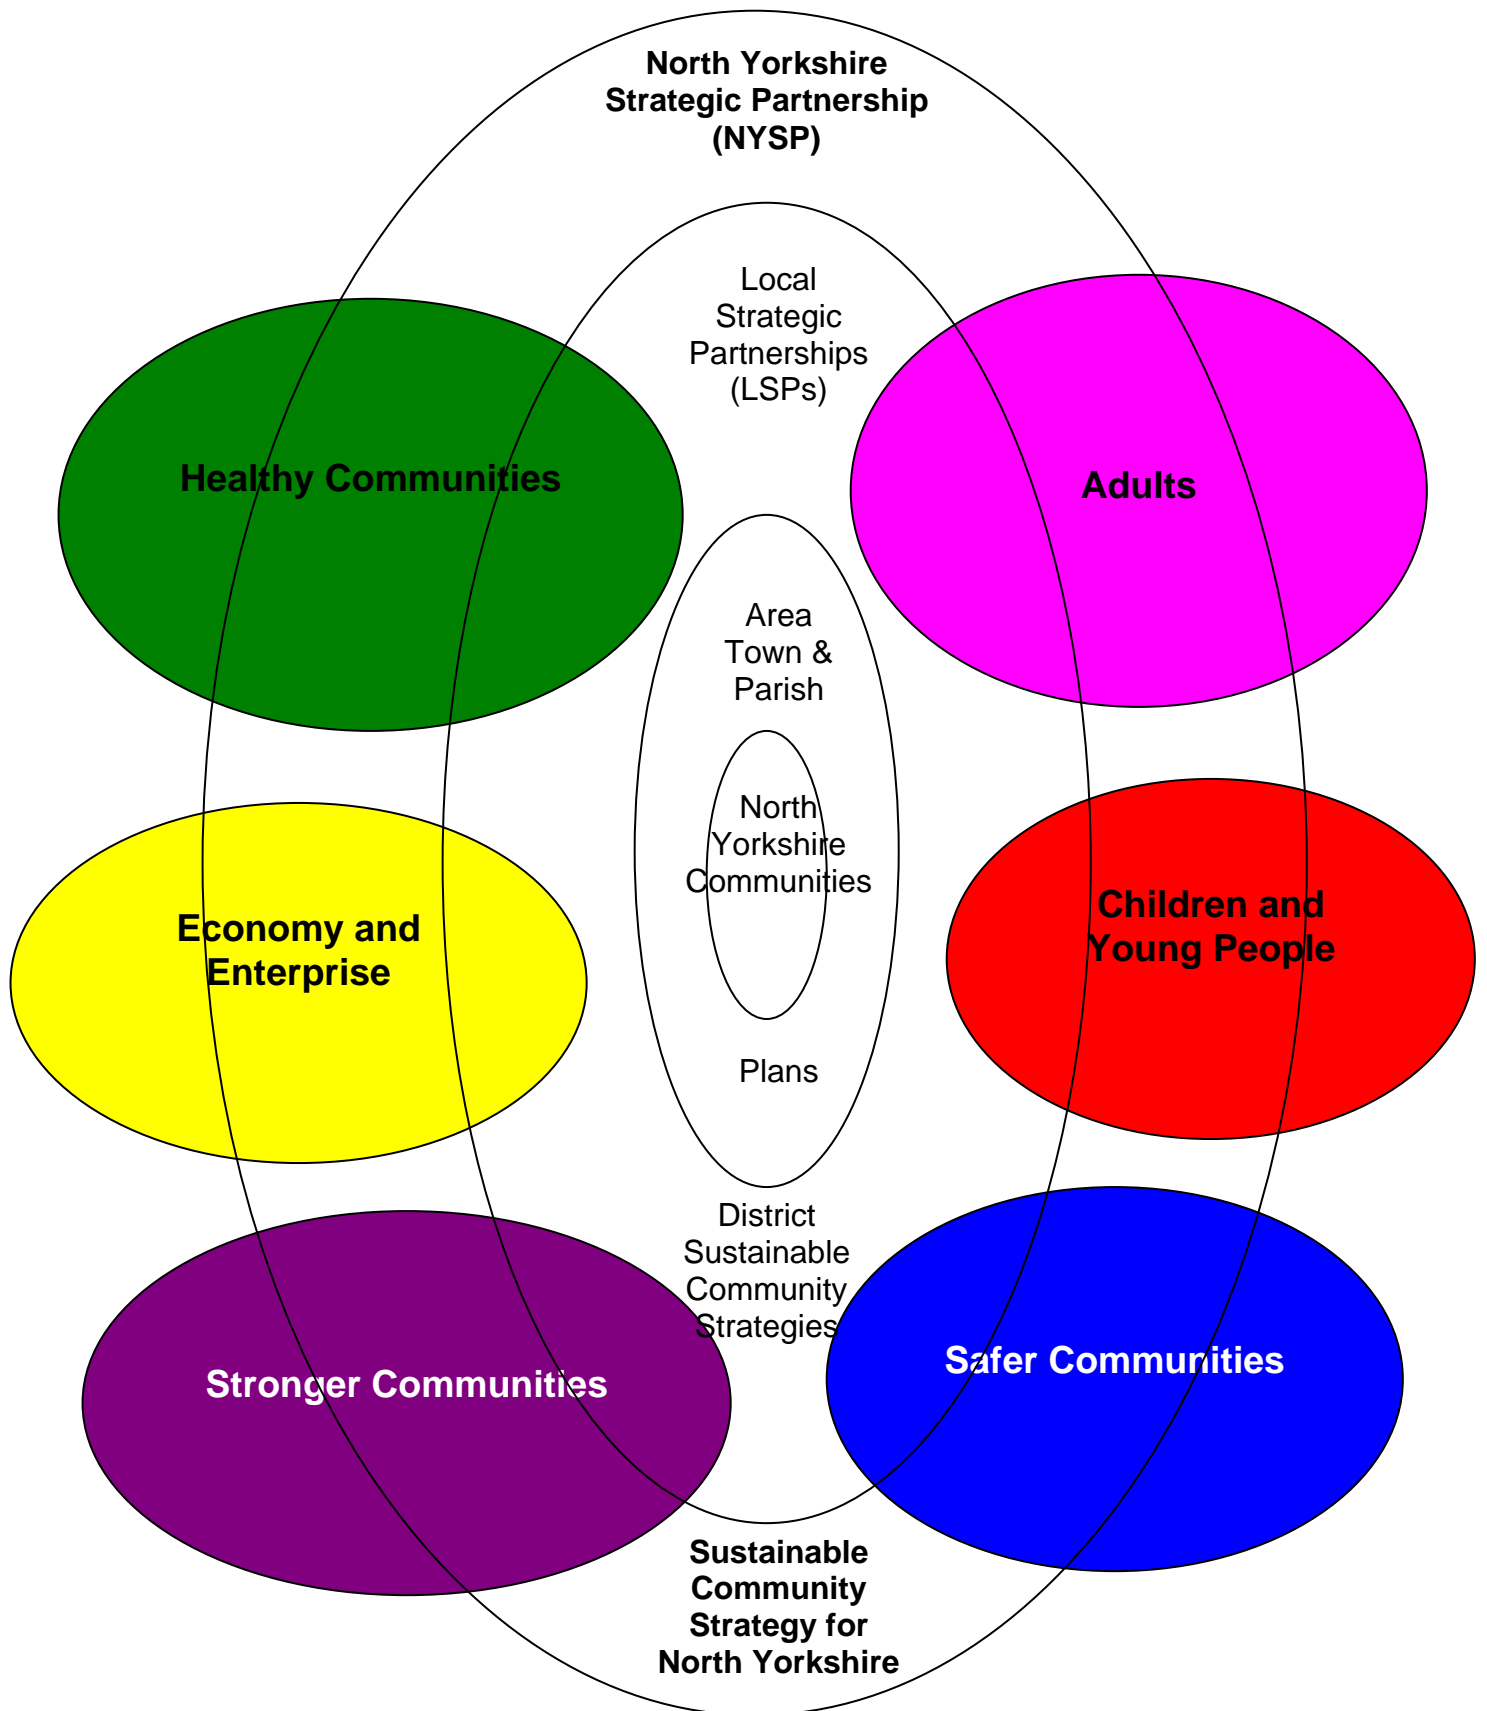 North Yorkshire
Strategic Partnership
(NYSP)
Local
Strategic
Partnerships
(LSPs)
Healthy Communities
Adults
Area
Town &
Parish
North
Yorkshire
Communities
Economy and
Enterprise
Children and
Young People
Plans
District
Sustainable
Community
Strategies
Stronger Communities
Safer Communities
Sustainable
Community
Strategy for
North Yorkshire